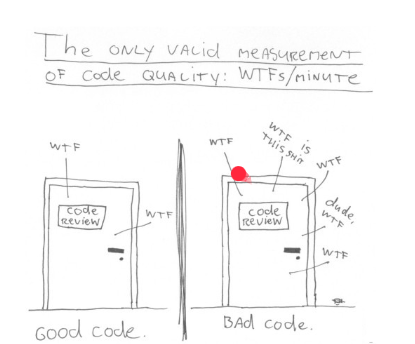 The ONLY VALID MEASUREMENT
OF Code QUALITY: WTFs/MINUTE
WTF
code
REVIEW
WTF
GOOD code.
WTF
WTF IS
THIS SHIT
WTF
code
REVIEW
dude,
WTF
WTF
BAd code.